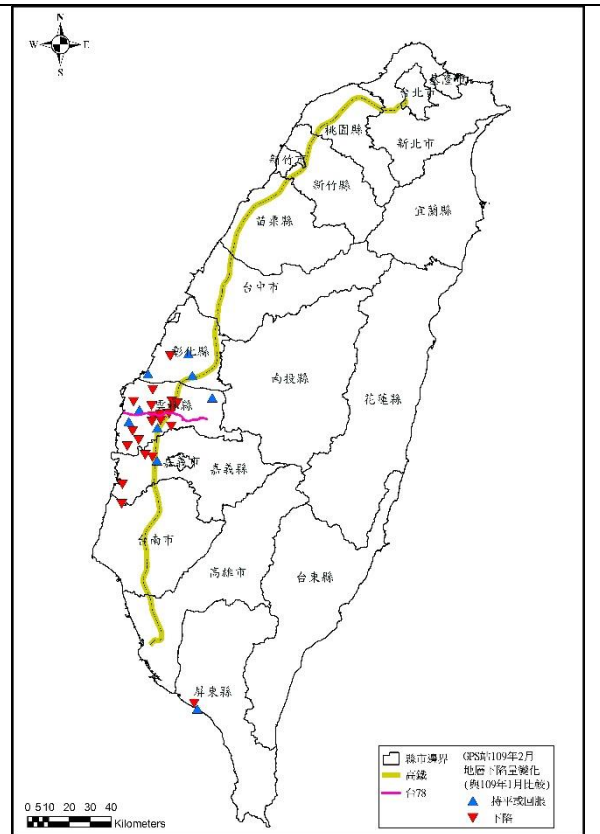 N
W E
S
基隆市
台北市
桃園縣
新北市
新竹市
新竹縣
宜蘭縣
苗栗縣
台中市
彰化縣
南投縣
花蓮縣
雲林縣
嘉義市
嘉義縣
台南市
高雄市
台東縣
屏東縣
縣市邊界
高鐵
台78
GPS站109年2月
地層下陷量變化
(與109年1月比較)
持平或回脹
下陷
0 5 10 20 30 40
Kilometers